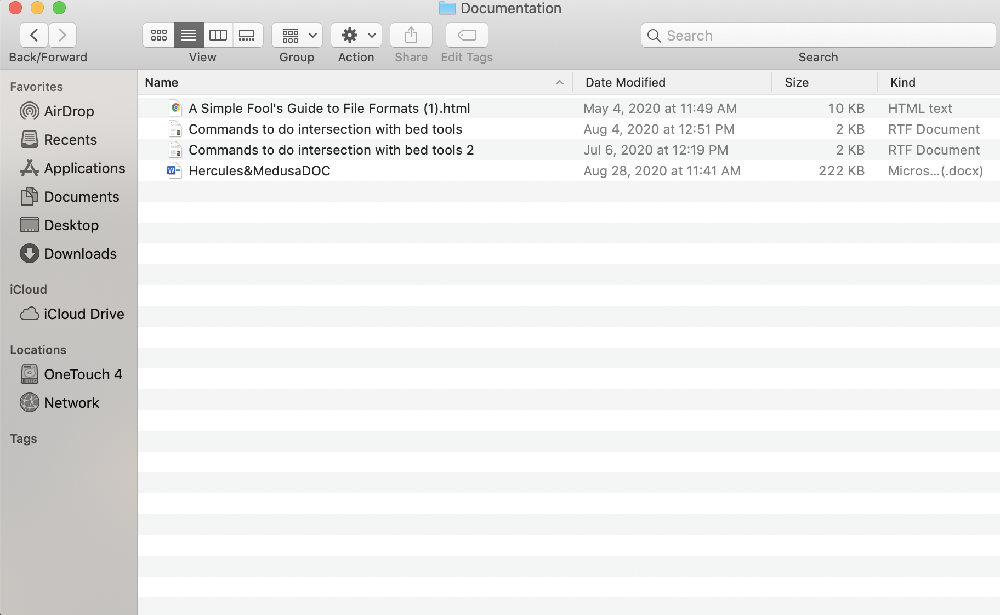 Documentation
Back/Forward
View
Group
Action
Share
Edit Tags
Search
Search
Favorites
AirDrop
Recents
Applications
Documents
Desktop
Downloads
iCloud
iCloud Drive
Locations
OneTouch 4
Network
Tags
Name Date Modified Size Kind
A Simple Fool's Guide to File Formats (1).html May 4, 2020 at 11:49 AM 10 KB HTML text
Commands to do intersection with bed tools Aug 4, 2020 at 12:51 PM 2 KB RTF Document
Commands to do intersection with bed tools 2 Jul 6, 2020 at 12:19 PM 2 KB RTF Document
W Hercules&MedusaDOC Aug 28, 2020 at 11:41 AM 222 KB Micros...(.docx)